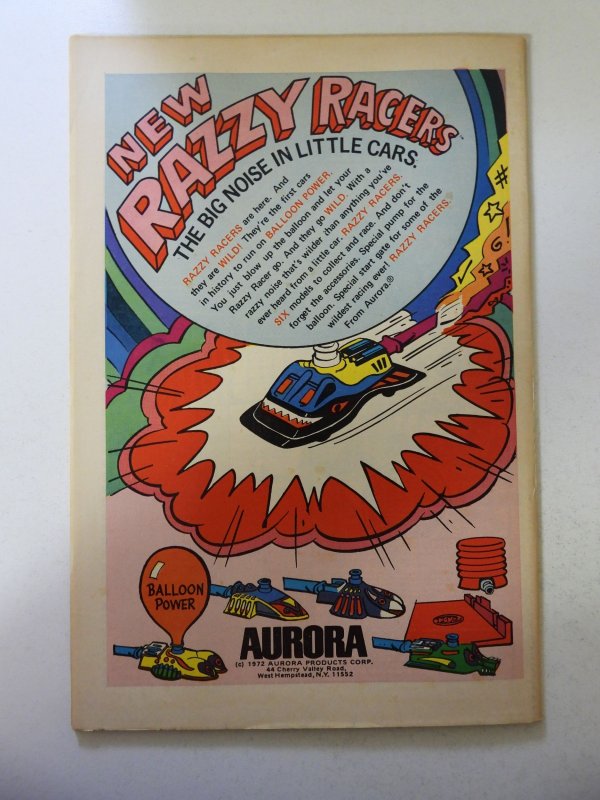 NEW
RAZZY RACERS™
THE BIG NOISE IN LITTLE CARS.
RAZZY RACERS are here. And
they are WILD! They're the first cars
in history to run on BALLOON POWER.
You just blow up the balloon and let your
Razzy Racer go. And they go WILD. With a
razzy noise that's wilder than anything you've
ever heard from a little car. RAZZY RACERS.
SIX models to collect and race. And don't
forget the accessories. Special pump for the
balloon. Special start gate for some of the
wildest racing ever! RAZZY RACERS.®
From Aurora.®
BALLOON
POWER
AURORA
(c) 1972 AURORA PRODUCTS CORP.
44 Cherry Valley Road,
West Hempstead, N.Y. 11552